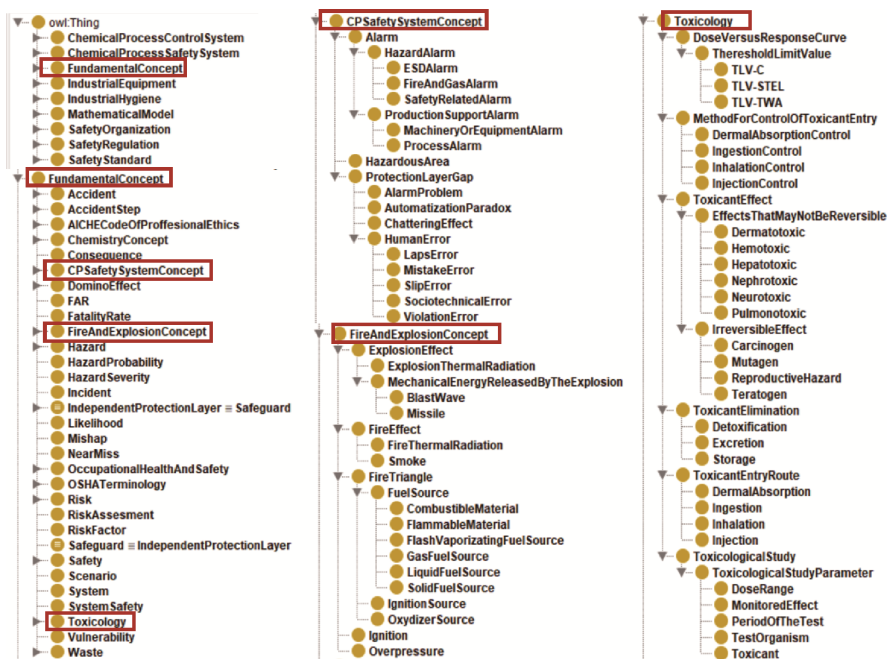 owl:Thing
ChemicalProcessControlSystem
ChemicalProcessSafetySystem
FundamentalConcept
IndustrialEquipment
IndustrialHygiene
MathematicalModel
SafetyOrganization
SafetyRegulation
SafetyStandard
FundamentalConcept
Accident
AccidentStep
AICHECodeOfProffesionalEthics
ChemistryConcept
Consequence
CPSafetySystemConcept
DominoEffect
FAR
FatalityRate
FireAndExplosionConcept
Hazard
HazardProbability
HazardSeverity
Incident
IndependentProtectionLayer ≡ Safeguard
Likelihood
Mishap
NearMiss
OccupationalHealthAndSafety
OSHATerminology
Risk
RiskAssesment
RiskFactor
Safeguard ≡ IndependentProtectionLayer
Safety
Scenario
System
SystemSafety
Toxicology
Vulnerability
Waste
CPSafetySystemConcept
Alarm
HazardAlarm
ESDAlarm
FireAndGasAlarm
SafetyRelatedAlarm
ProductionSupportAlarm
MachineryOrEquipmentAlarm
ProcessAlarm
HazardousArea
ProtectionLayerGap
AlarmProblem
AutomatizationParadox
ChatteringEffect
HumanError
LapsError
MistakeError
SlipError
SociotechnicalError
ViolationError
FireAndExplosionConcept
ExplosionEffect
ExplosionThermalRadiation
MechanicalEnergyReleasedByTheExplosion
BlastWave
Missile
FireEffect
FireThermalRadiation
Smoke
FireTriangle
FuelSource
CombustibleMaterial
FlammableMaterial
FlashVaporizatingFuelSource
GasFuelSource
LiquidFuelSource
SolidFuelSource
IgnitionSource
OxydizerSource
Ignition
Overpressure
Toxicology
DoseVersusResponseCurve
TheresholdLimitValue
TLV-C
TLV-STEL
TLV-TWA
MethodForControlOfToxicantEntry
DermalAbsorptionControl
IngestionControl
InhalationControl
InjectionControl
ToxicantEffect
EffectsThatMayNotBeReversible
Dermatotoxic
Hemotoxic
Hepatotoxic
Nephrotoxic
Neurotoxic
Pulmonotoxic
IrreversibleEffect
Carcinogen
Mutagen
ReproductiveHazard
Teratogen
ToxicantElimination
Detoxification
Excretion
Storage
ToxicantEntryRoute
DermalAbsorption
Ingestion
Inhalation
Injection
ToxicologicalStudy
ToxicologicalStudyParameter
DoseRange
MonitoredEffect
PeriodOfTheTest
TestOrganism
Toxicant